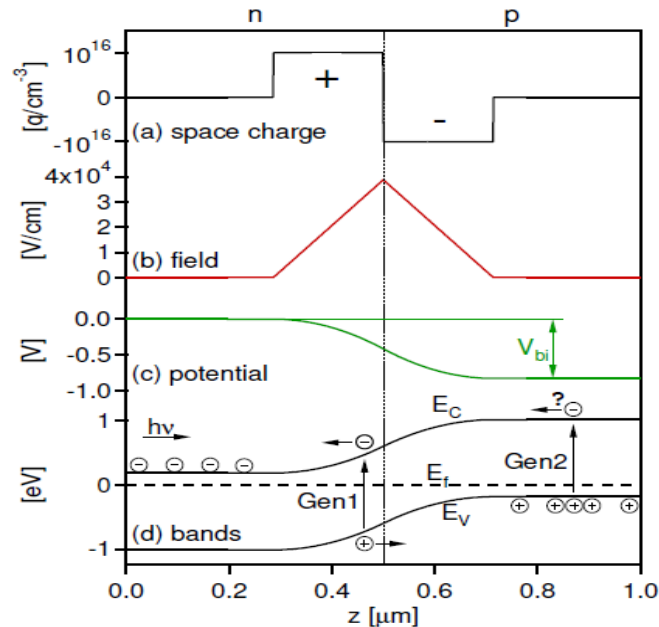 n p
10^16
0
-10^16
[q/cm^-3]
+
-
(a) space charge
4x10^4
3
2
1
0
[V/cm]
(b) field
0.0
-0.5
-1.0
[V]
V_bi
(c) potential
1
0
-1
[eV]
hν
E_C
?
Gen1
E_f
Gen2
E_V
(d) bands
0.0 0.2 0.4 0.6 0.8 1.0
z [μm]